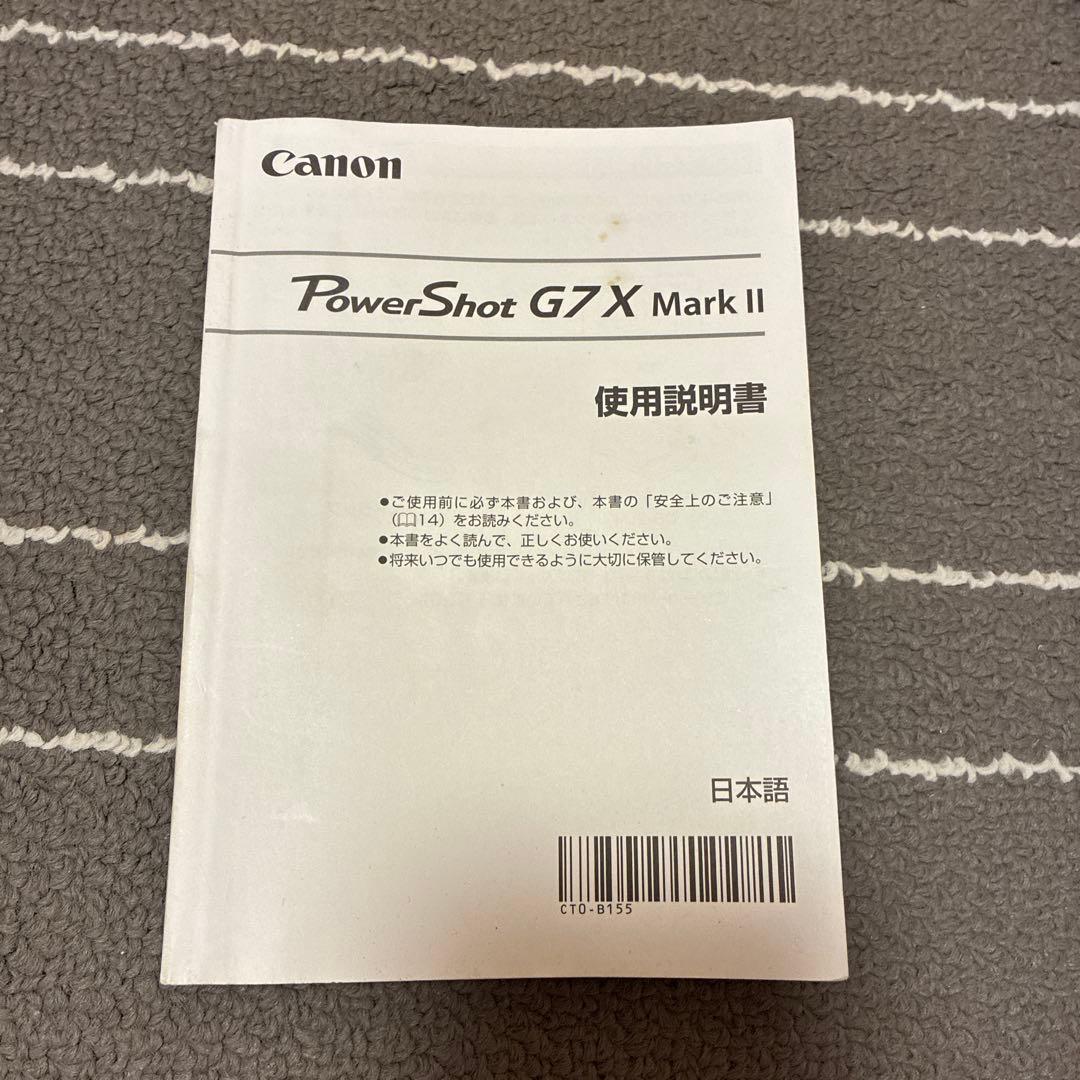 Canon
PowerShot G7 X Mark II
使用説明書
●ご使用前に必ず本書および、本書の「安全上のご注意」
（📖14）をお読みください。
●本書をよく読んで、正しくお使いください。
●将来いつでも使用できるように大切に保管してください。
日本語
CT0-B155